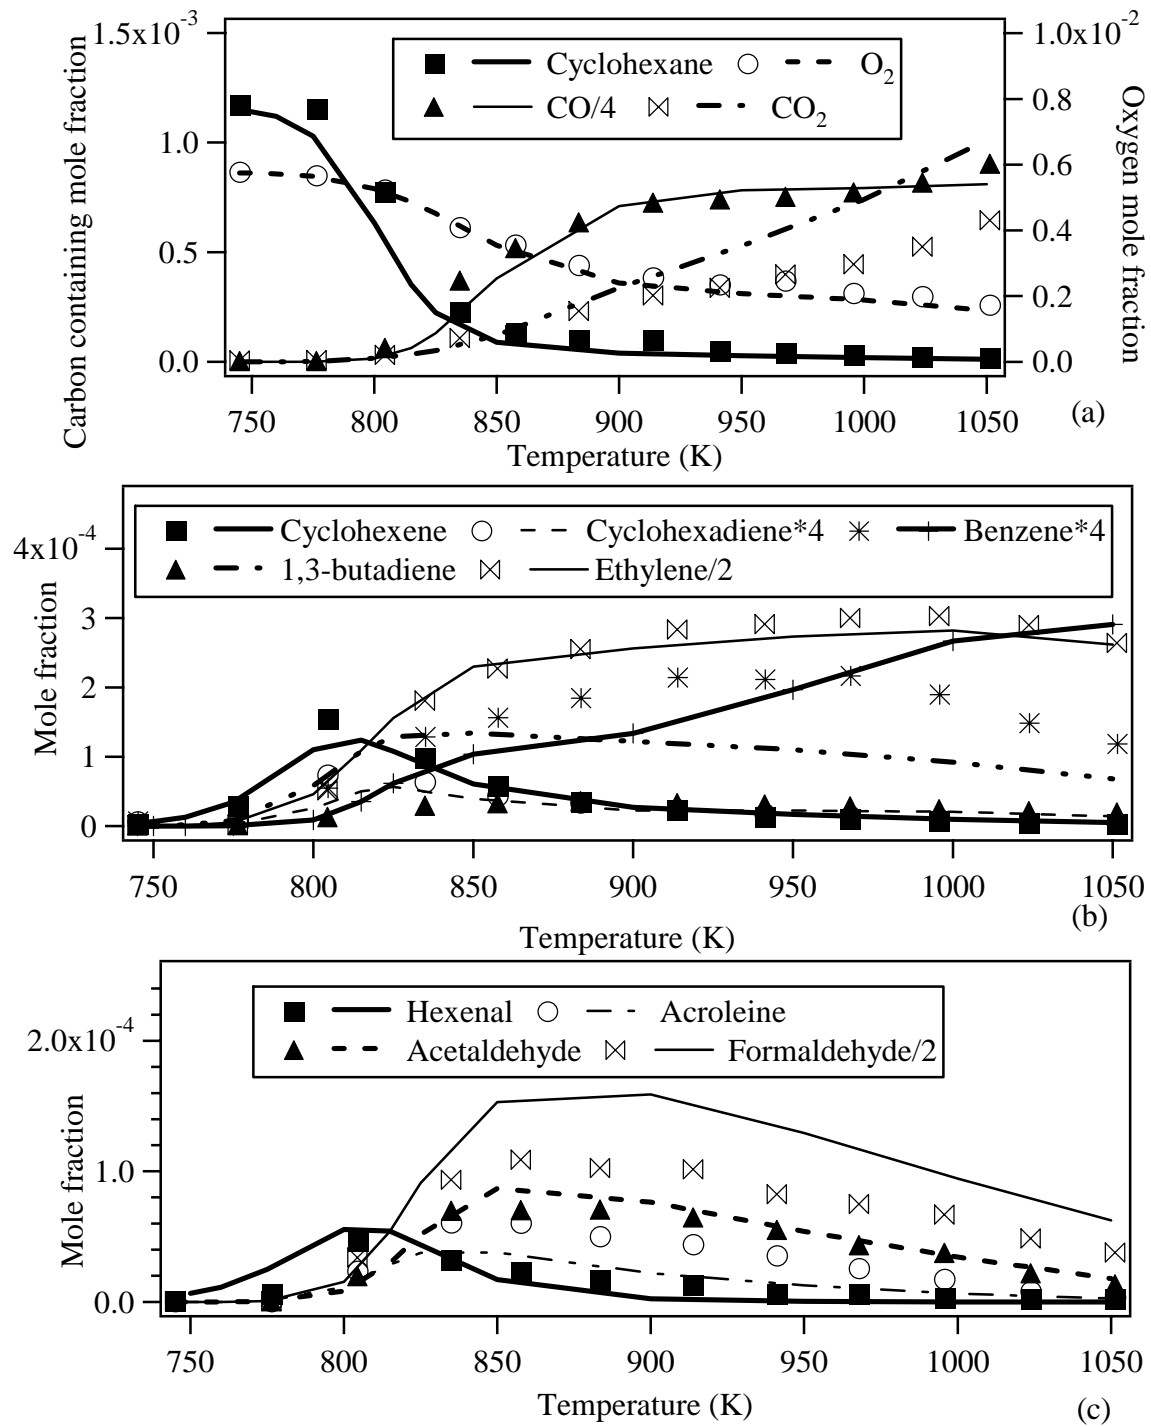 1.5x10^-3
1.0x10^-2
Cyclohexane O2
CO/4 CO2
1.0
0.5
0.0
0.8
0.6
0.4
0.2
0.0
Carbon containing mole fraction
Oxygen mole fraction
750 800 850 900 950 1000 1050
Temperature (K)
(a)
Cyclohexene Cyclohexadiene*4 Benzene*4
1,3-butadiene Ethylene/2
4x10^-4
3
2
1
0
Mole fraction
750 800 850 900 950 1000 1050
Temperature (K)
(b)
Hexenal Acroleine
Acetaldehyde Formaldehyde/2
2.0x10^-4
1.0
0.0
Mole fraction
750 800 850 900 950 1000 1050
Temperature (K)
(c)